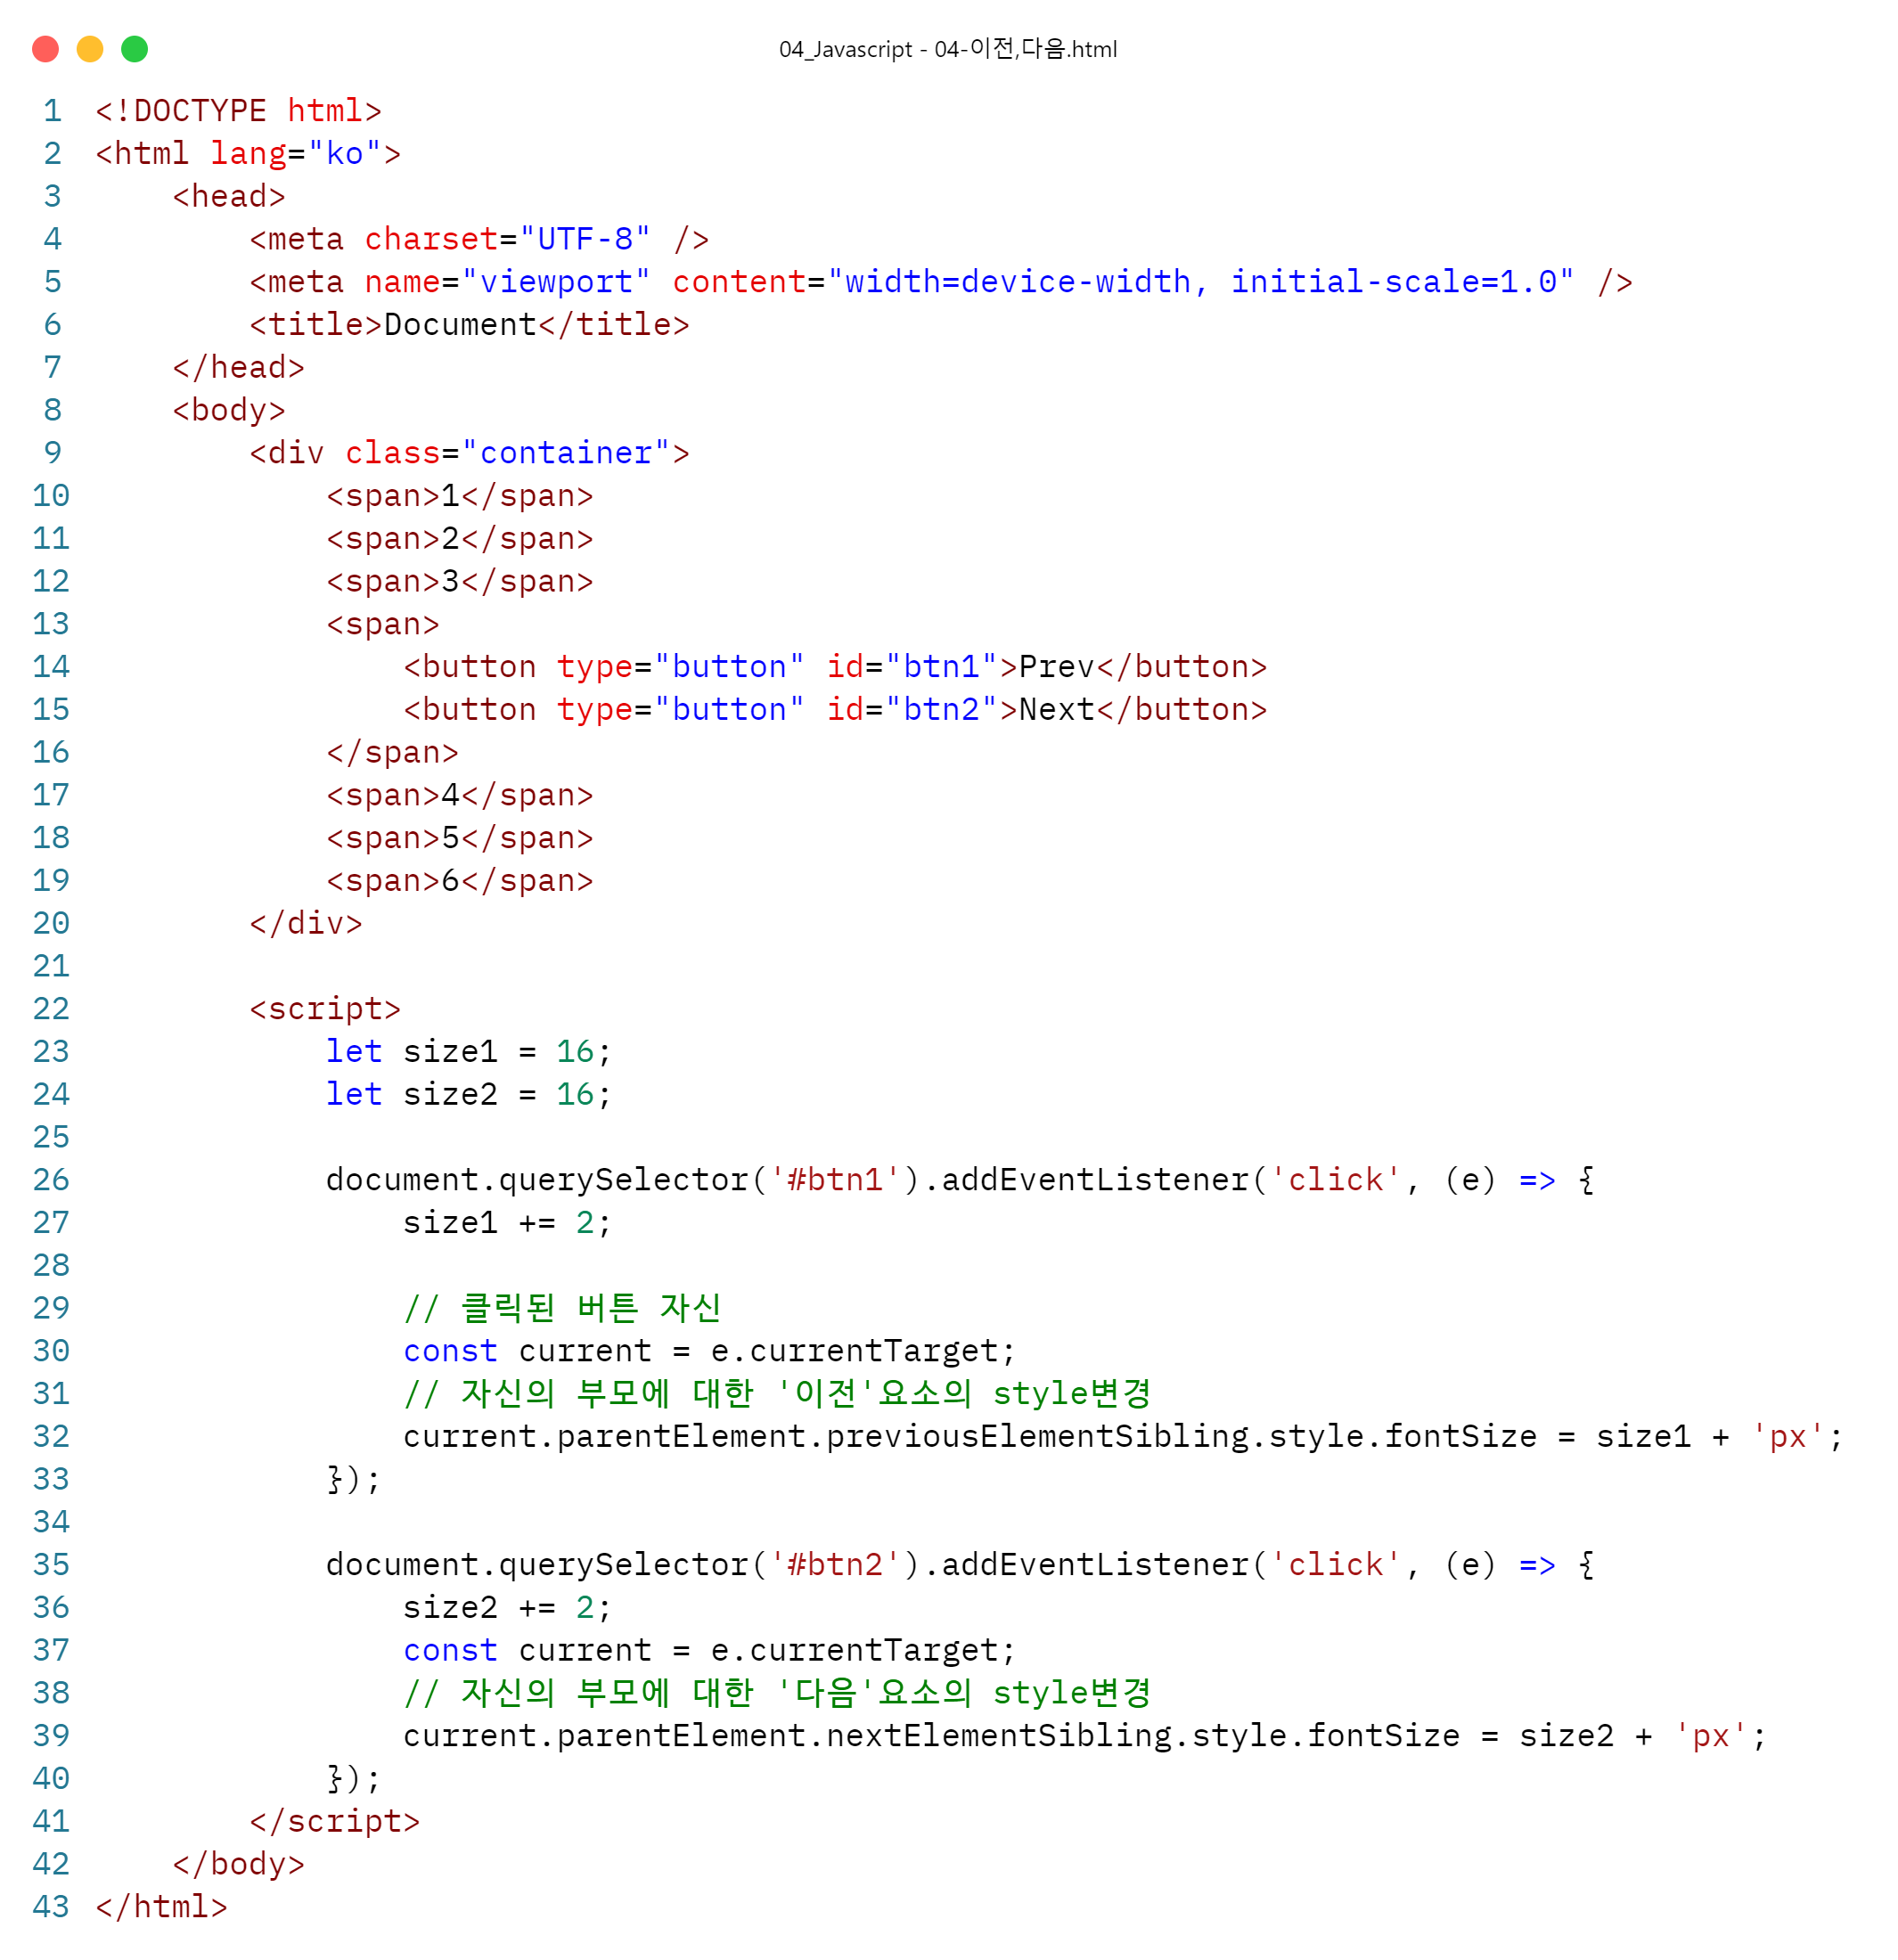 04_Javascript - 04-이전,다음.html
1 <!DOCTYPE html>
2 <html lang="ko">
3     <head>
4         <meta charset="UTF-8" />
5         <meta name="viewport" content="width=device-width, initial-scale=1.0" />
6         <title>Document</title>
7     </head>
8     <body>
9         <div class="container">
10             <span>1</span>
11             <span>2</span>
12             <span>3</span>
13             <span>
14                 <button type="button" id="btn1">Prev</button>
15                 <button type="button" id="btn2">Next</button>
16             </span>
17             <span>4</span>
18             <span>5</span>
19             <span>6</span>
20         </div>
21
22         <script>
23             let size1 = 16;
24             let size2 = 16;
25
26             document.querySelector('#btn1').addEventListener('click', (e) => {
27                 size1 += 2;
28
29                 // 클릭된 버튼 자신
30                 const current = e.currentTarget;
31                 // 자신의 부모에 대한 '이전'요소의 style변경
32                 current.parentElement.previousElementSibling.style.fontSize = size1 + 'px';
33             });
34
35             document.querySelector('#btn2').addEventListener('click', (e) => {
36                 size2 += 2;
37                 const current = e.currentTarget;
38                 // 자신의 부모에 대한 '다음'요소의 style변경
39                 current.parentElement.nextElementSibling.style.fontSize = size2 + 'px';
40             });
41         </script>
42     </body>
43 </html>